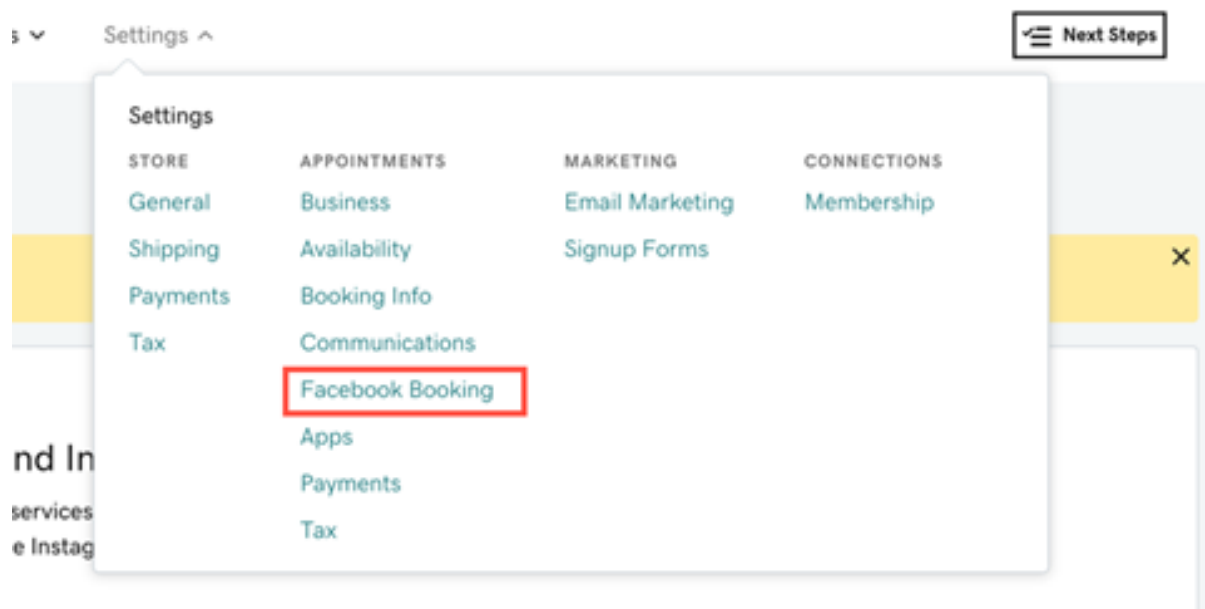 Settings
Next Steps
Settings
STORE
General
Shipping
Payments
Tax
APPOINTMENTS
Business
Availability
Booking Info
Communications
Facebook Booking
Apps
Payments
Tax
MARKETING
Email Marketing
Signup Forms
CONNECTIONS
Membership
nd In
services
e Instag